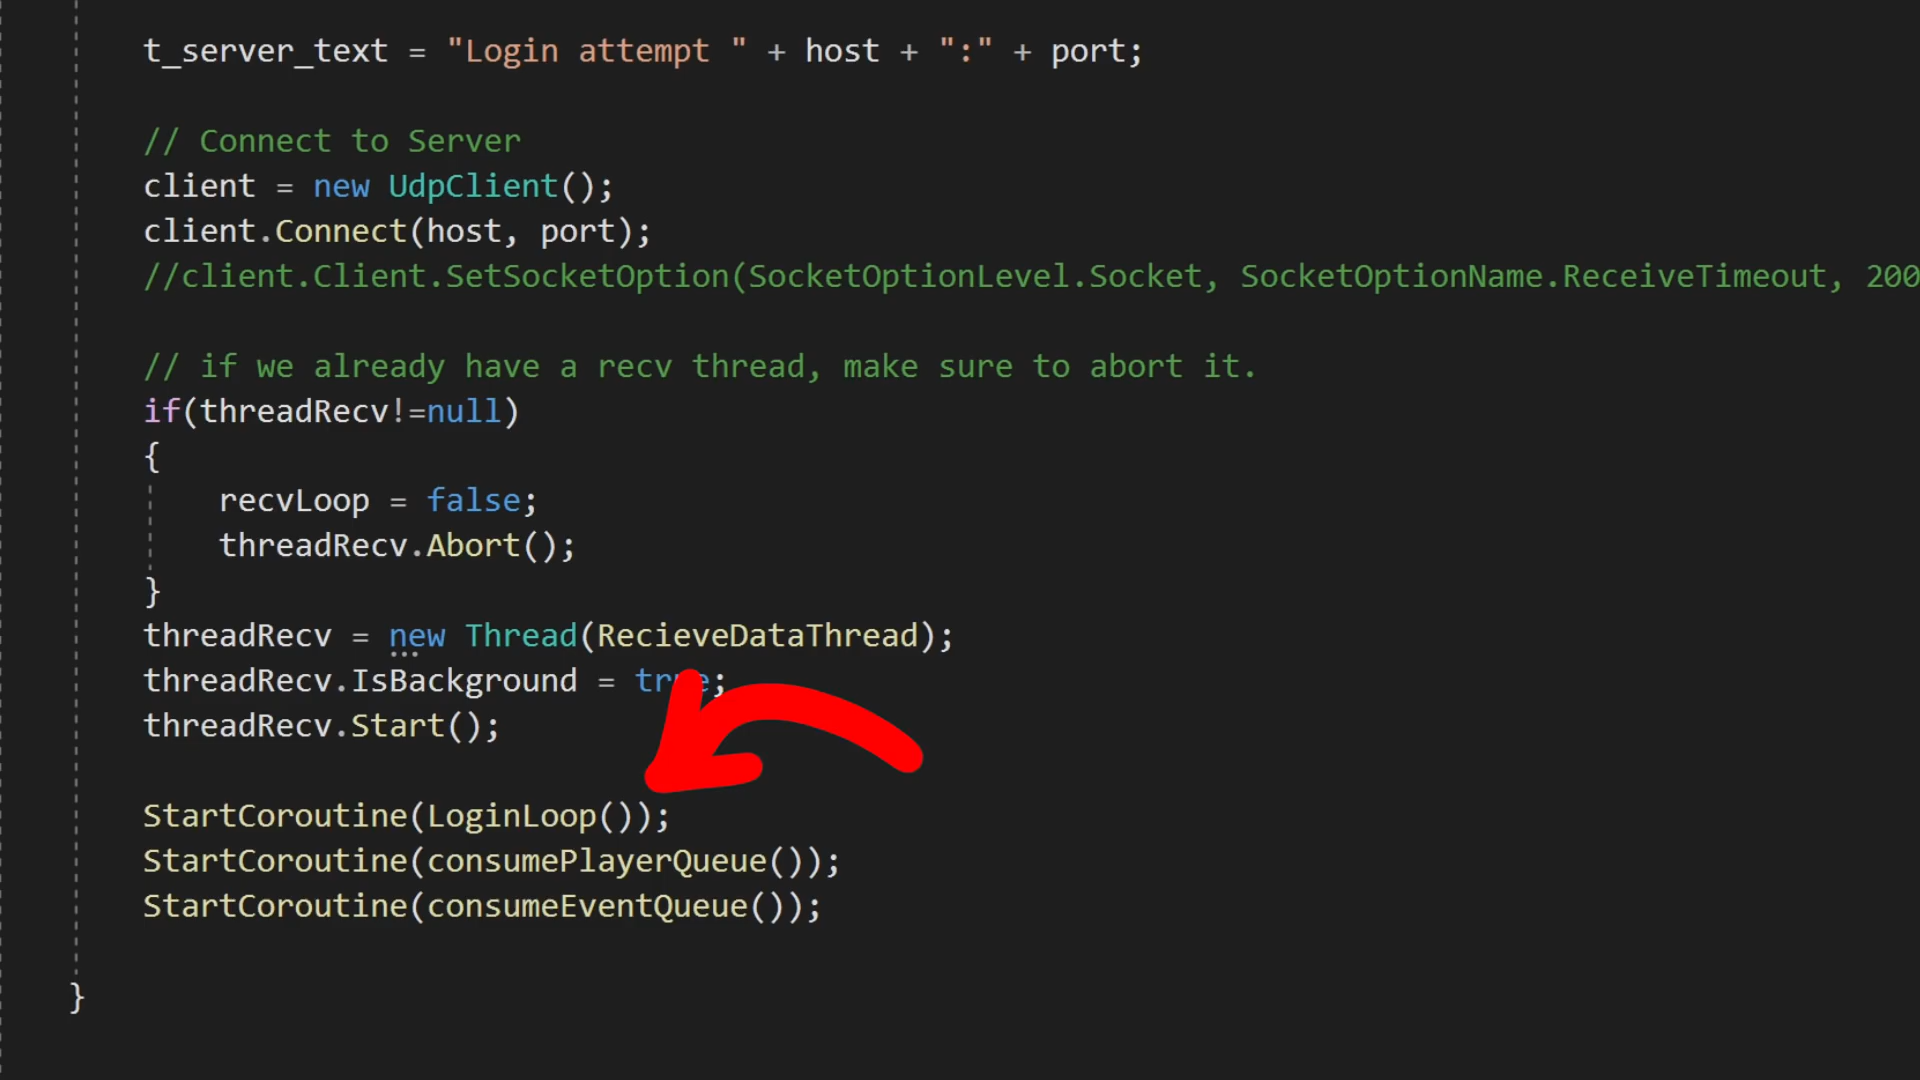 t_server_text = "Login attempt " + host + ":" + port;
// Connect to Server
client = new UdpClient();
client.Connect(host, port);
//client.Client.SetSocketOption(SocketOptionLevel.Socket, SocketOptionName.ReceiveTimeout, 200
// if we already have a recv thread, make sure to abort it.
if(threadRecv!=null)
{
recvLoop = false;
threadRecv.Abort();
}
threadRecv = new Thread(RecieveDataThread);
threadRecv.IsBackground = true;
threadRecv.Start();
StartCoroutine(LoginLoop());
StartCoroutine(consumePlayerQueue());
StartCoroutine(consumeEventQueue());
}